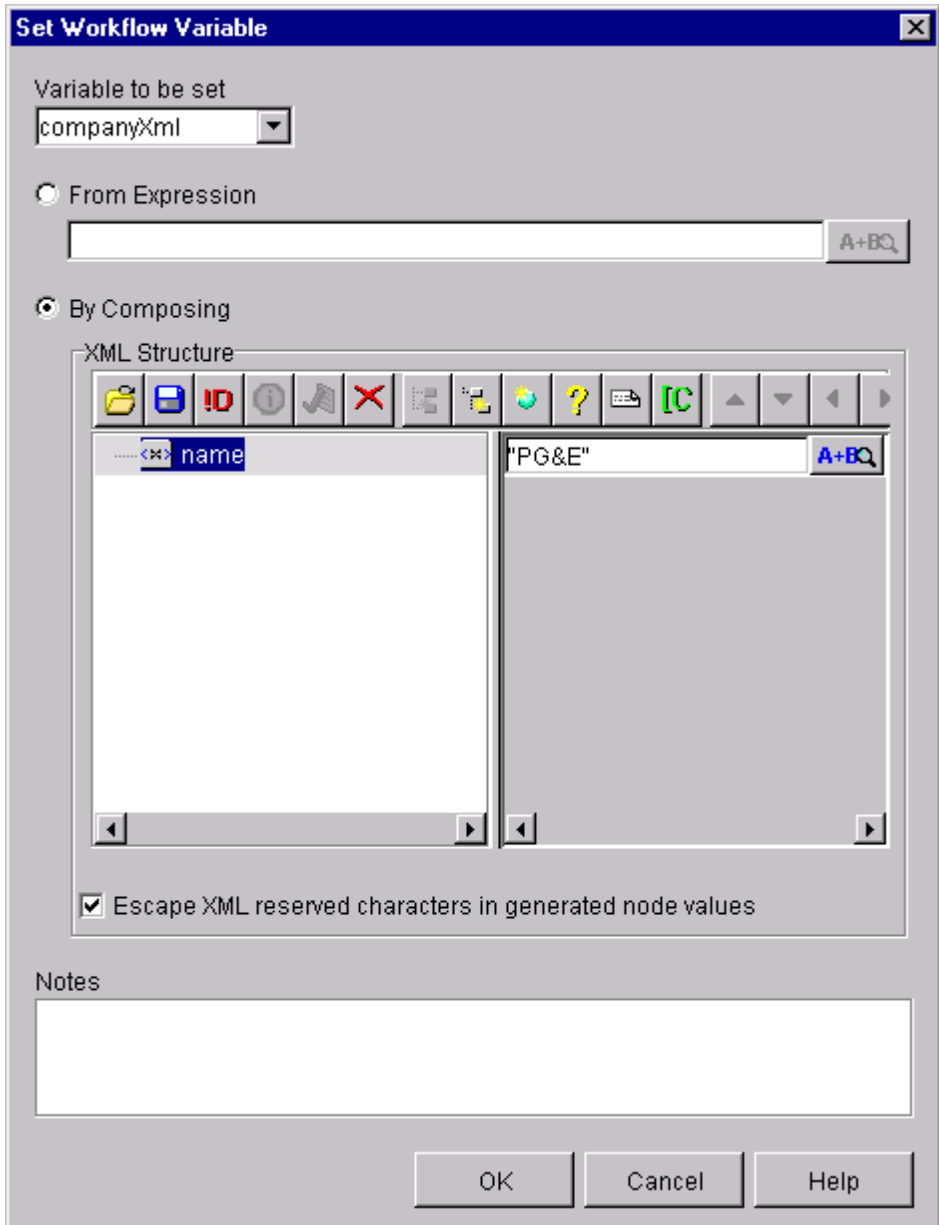 Set Workflow Variable
Variable to be set
companyXml
From Expression
A+B
By Composing
XML Structure
!D
?
[C
name
"PG&E"
A+B
Escape XML reserved characters in generated node values
Notes
OK
Cancel
Help